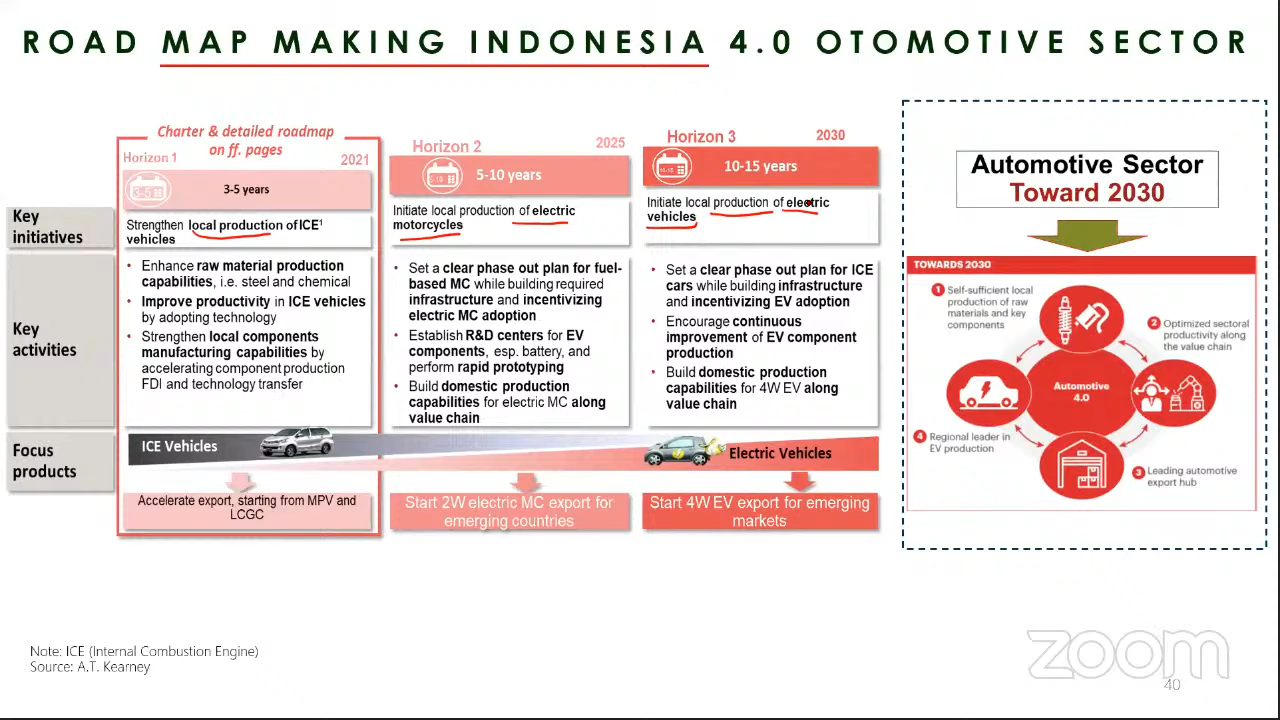 ROAD MAP MAKING INDONESIA 4.0 OTOMOTIVE SECTOR
Charter & detailed roadmap
on ff. pages
Horizon 1
2021
3-5
3-5 years
Horizon 2
2025
5-10
5-10 years
Horizon 3
2030
10-15
10-15 years
Key
initiatives
Strengthen local production of ICE¹
vehicles
Initiate local production of electric
motorcycles
Initiate local production of electric
vehicles
Key
activities
• Enhance raw material production
capabilities, i.e. steel and chemical
• Improve productivity in ICE vehicles
by adopting technology
• Strengthen local components
manufacturing capabilities by
accelerating component production
FDI and technology transfer
• Set a clear phase out plan for fuel-
based MC while building required
infrastructure and incentivizing
electric MC adoption
• Establish R&D centers for EV
components, esp. battery, and
perform rapid prototyping
• Build domestic production
capabilities for electric MC along
value chain
• Set a clear phase out plan for ICE
cars while building infrastructure
and incentivizing EV adoption
• Encourage continuous
improvement of EV component
production
• Build domestic production
capabilities for 4W EV along
value chain
Focus
products
ICE Vehicles
Electric Vehicles
Accelerate export, starting from MPV and
LCGC
Start 2W electric MC export for
emerging countries
Start 4W EV export for emerging
markets
Automotive Sector
Toward 2030
TOWARDS 2030
1 Self-sufficient local
production of raw
materials and key
components
2 Optimized sectoral
productivity along
the value chain
Automotive
4.0
4 Regional leader in
EV production
3 Leading automotive
export hub
Note: ICE (Internal Combustion Engine)
Source: A.T. Kearney
zoom
40